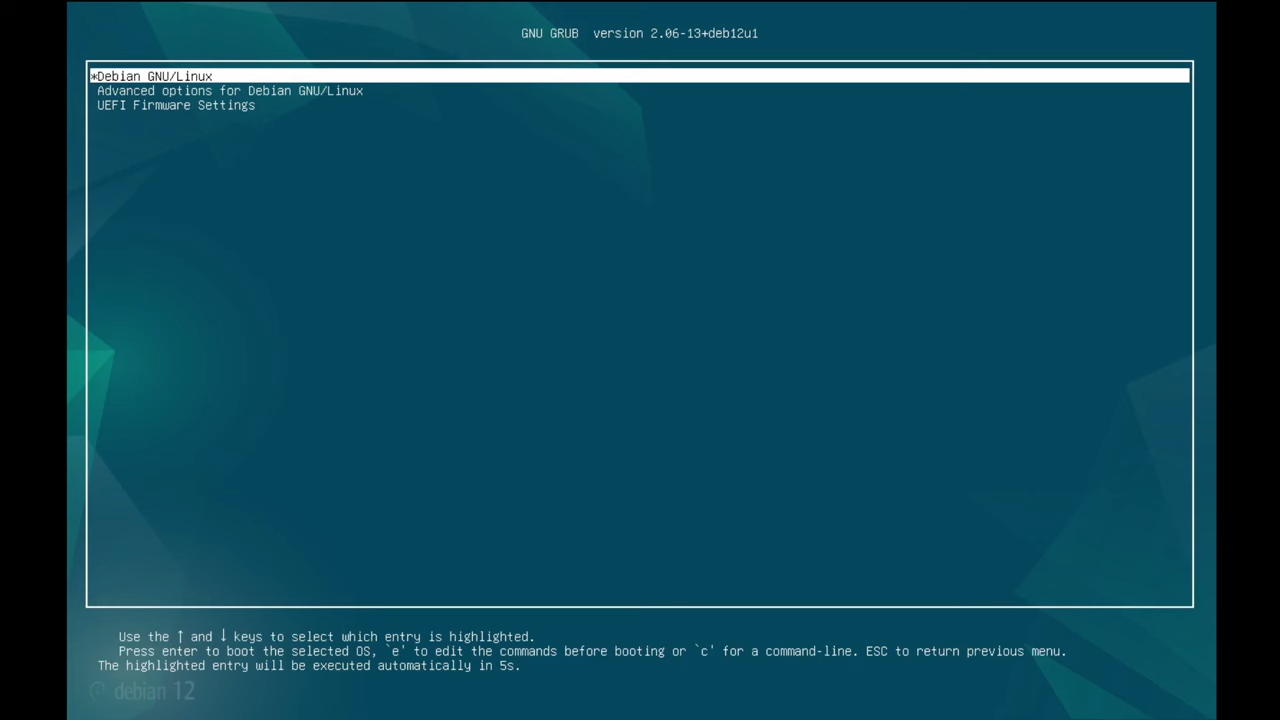 GNU GRUB  version 2.06-13+deb12u1
*Debian GNU/Linux
Advanced options for Debian GNU/Linux
UEFI Firmware Settings
Use the ↑ and ↓ keys to select which entry is highlighted.
Press enter to boot the selected OS, `e' to edit the commands before booting or `c' for a command-line. ESC to return previous menu.
The highlighted entry will be executed automatically in 5s.
debian 12